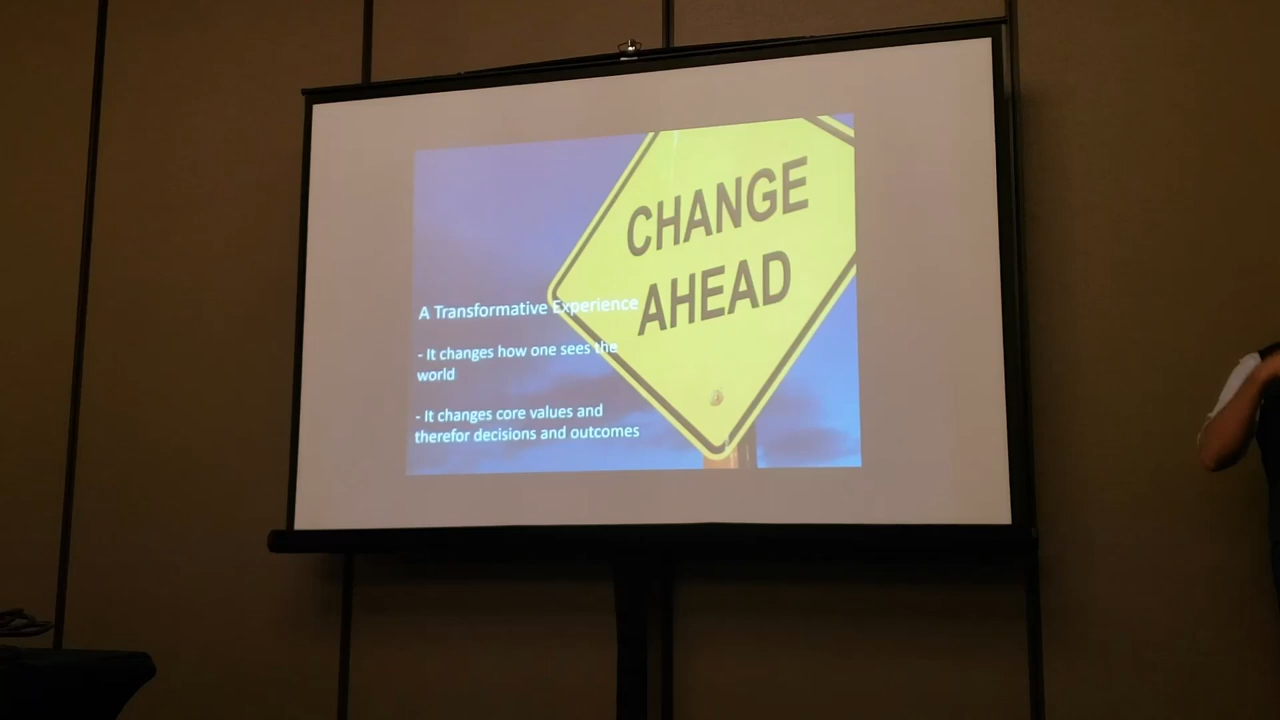 CHANGE
AHEAD
A Transformative Experience
- It changes how one sees the
world
- It changes core values and
therefor decisions and outcomes